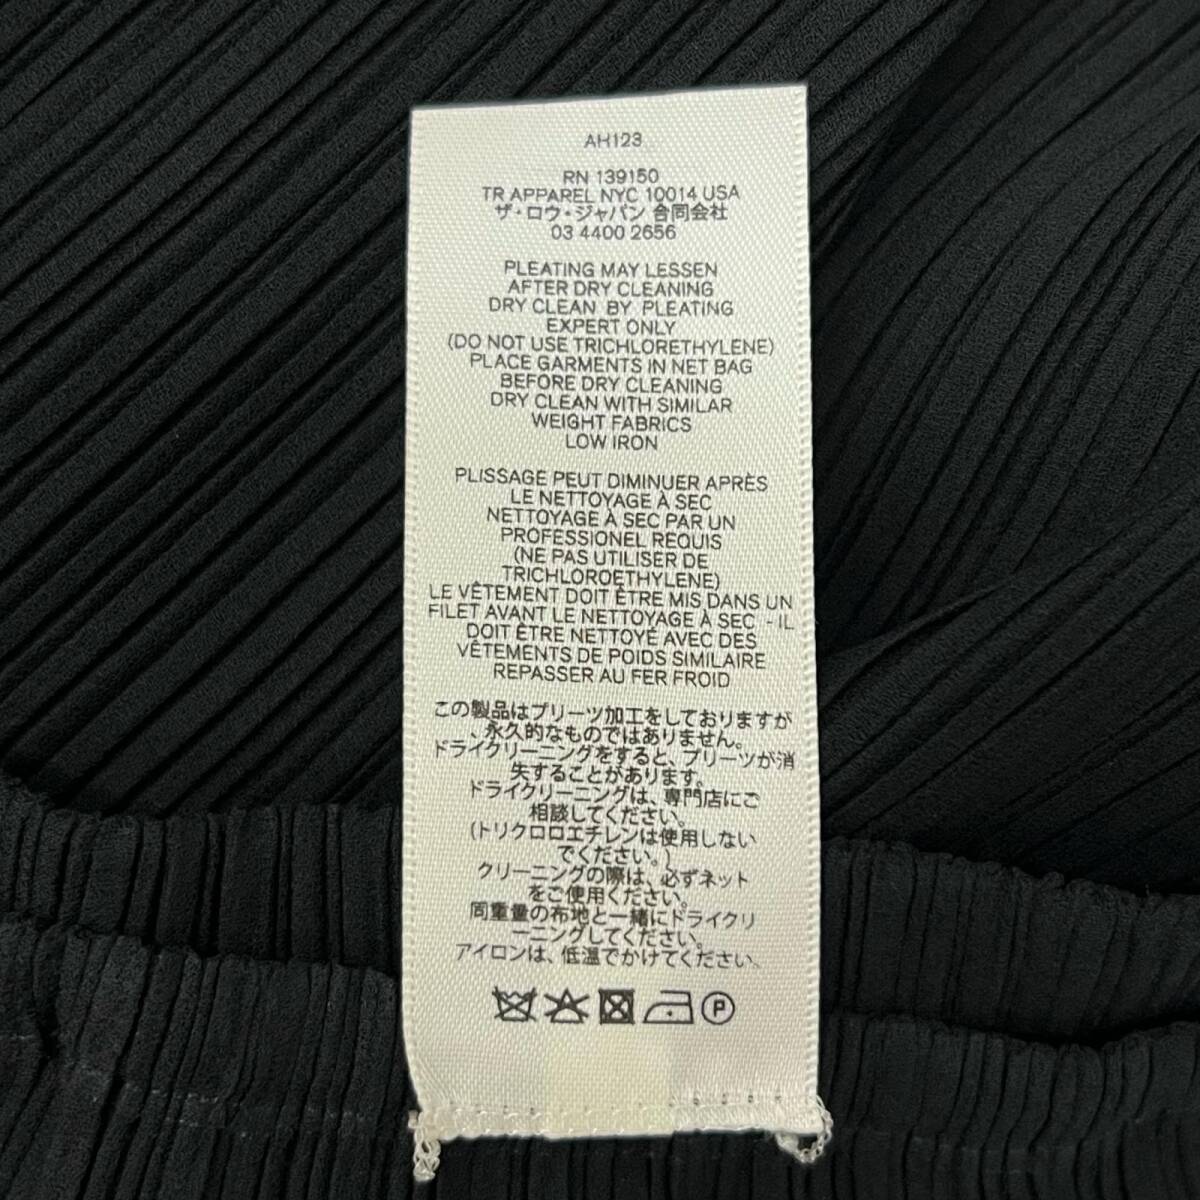 AH123
RN 139150
TR APPAREL NYC 10014 USA
ザ・ロウ・ジャパン 合同会社
03 4400 2656
PLEATING MAY LESSEN
AFTER DRY CLEANING
DRY CLEAN BY PLEATING
EXPERT ONLY
(DO NOT USE TRICHLORETHYLENE)
PLACE GARMENTS IN NET BAG
BEFORE DRY CLEANING
DRY CLEAN WITH SIMILAR
WEIGHT FABRICS
LOW IRON
PLISSAGE PEUT DIMINUER APRÈS
LE NETTOYAGE À SEC
NETTOYAGE À SEC PAR UN
PROFESSIONEL REQUIS
(NE PAS UTILISER DE
TRICHLOROETHYLENE)
LE VÊTEMENT DOIT ÊTRE MIS DANS UN
FILET AVANT LE NETTOYAGE À SEC - IL
DOIT ÊTRE NETTOYÉ AVEC DES
VÊTEMENTS DE POIDS SIMILAIRE
REPASSER AU FER FROID
この製品はプリーツ加工をしておりますが
、永久的なものではありません。
ドライクリーニングをすると、プリーツが消
失することがあります。
ドライクリーニングは、専門店にご
相談してください。
(トリクロロエチレンは使用しない
でください。)
クリーニングの際は、必ずネット
をご使用ください。
同重量の布地と一緒にドライクリ
ーニングしてください。
アイロンは、低温でかけてください。
P